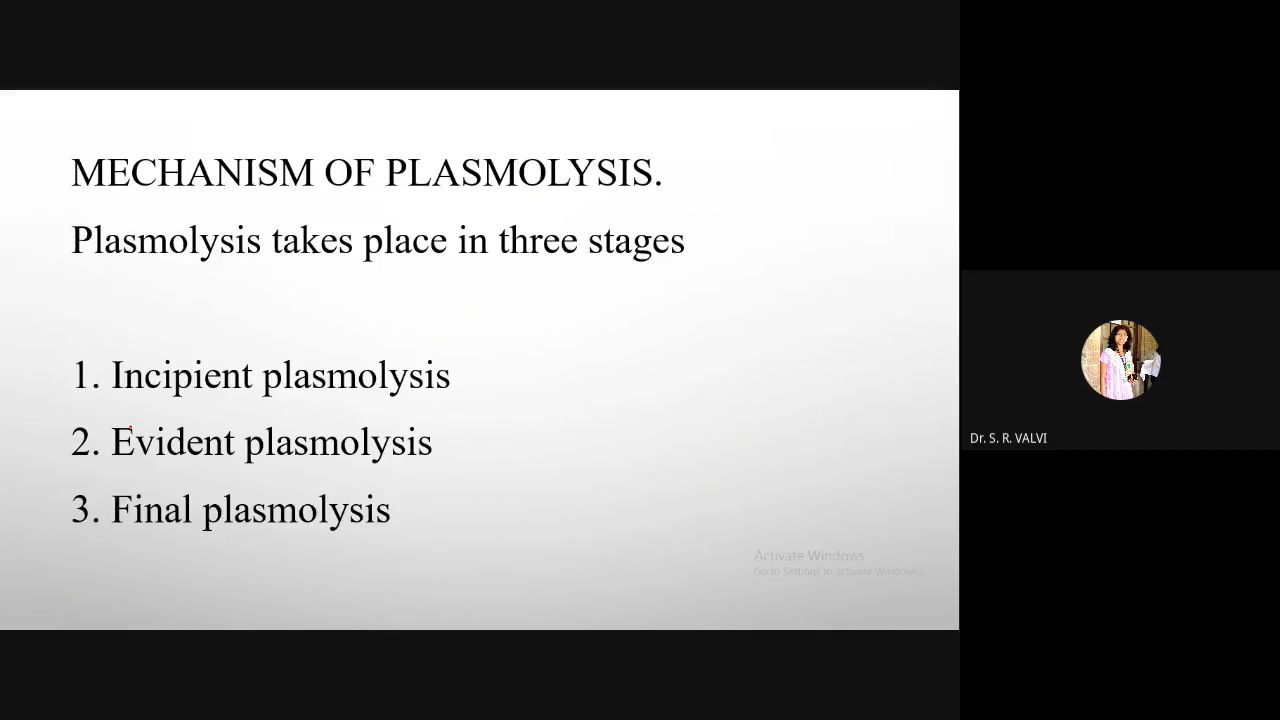 MECHANISM OF PLASMOLYSIS.
Plasmolysis takes place in three stages
1. Incipient plasmolysis
2. Evident plasmolysis
3. Final plasmolysis
Activate Windows
Go to Settings to activate Windows.
Dr. S. R. VALVI